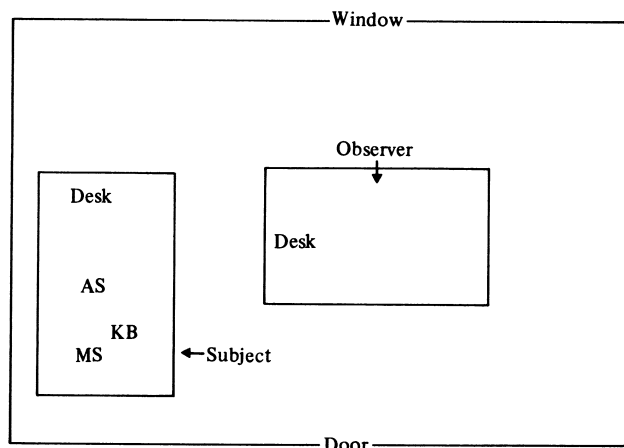 Window
Observer
Desk
Desk
AS
KB
MS
Subject
Door